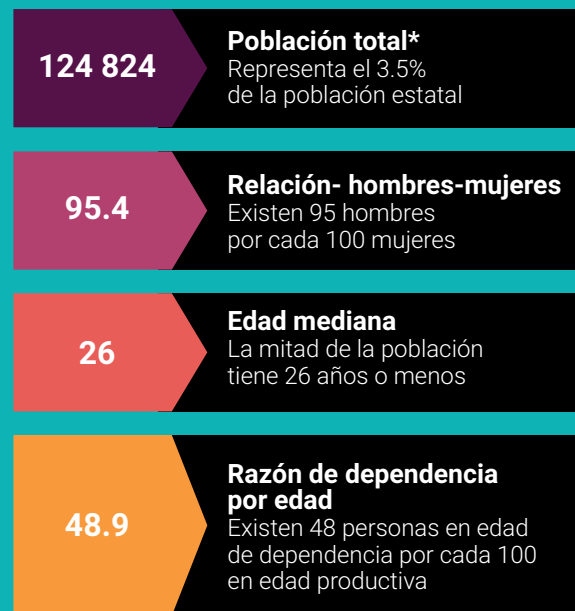 124 824
Población total*
Representa el 3.5%
de la población estatal
95.4
Relación- hombres-mujeres
Existen 95 hombres
por cada 100 mujeres
26
Edad mediana
La mitad de la población
tiene 26 años o menos
48.9
Razón de dependencia
por edad
Existen 48 personas en edad
de dependencia por cada 100
en edad productiva